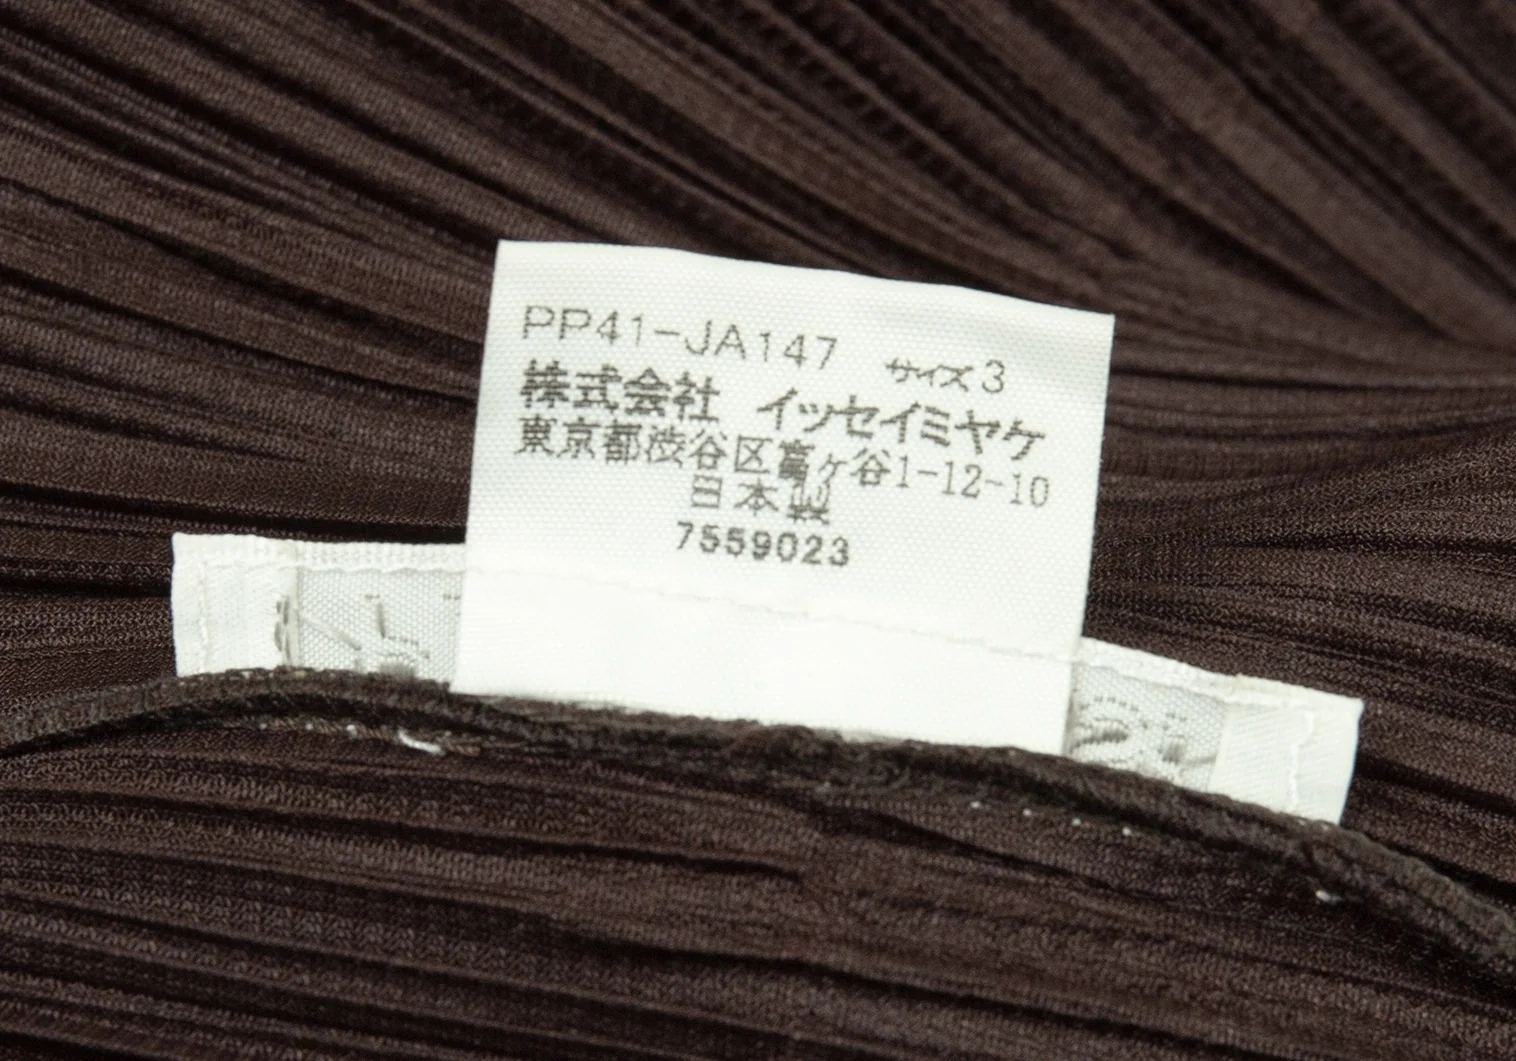 PP41-JA147 サイズ3
株式会社 イッセイミヤケ
東京都渋谷区富ヶ谷1-12-10
日本製
7559023